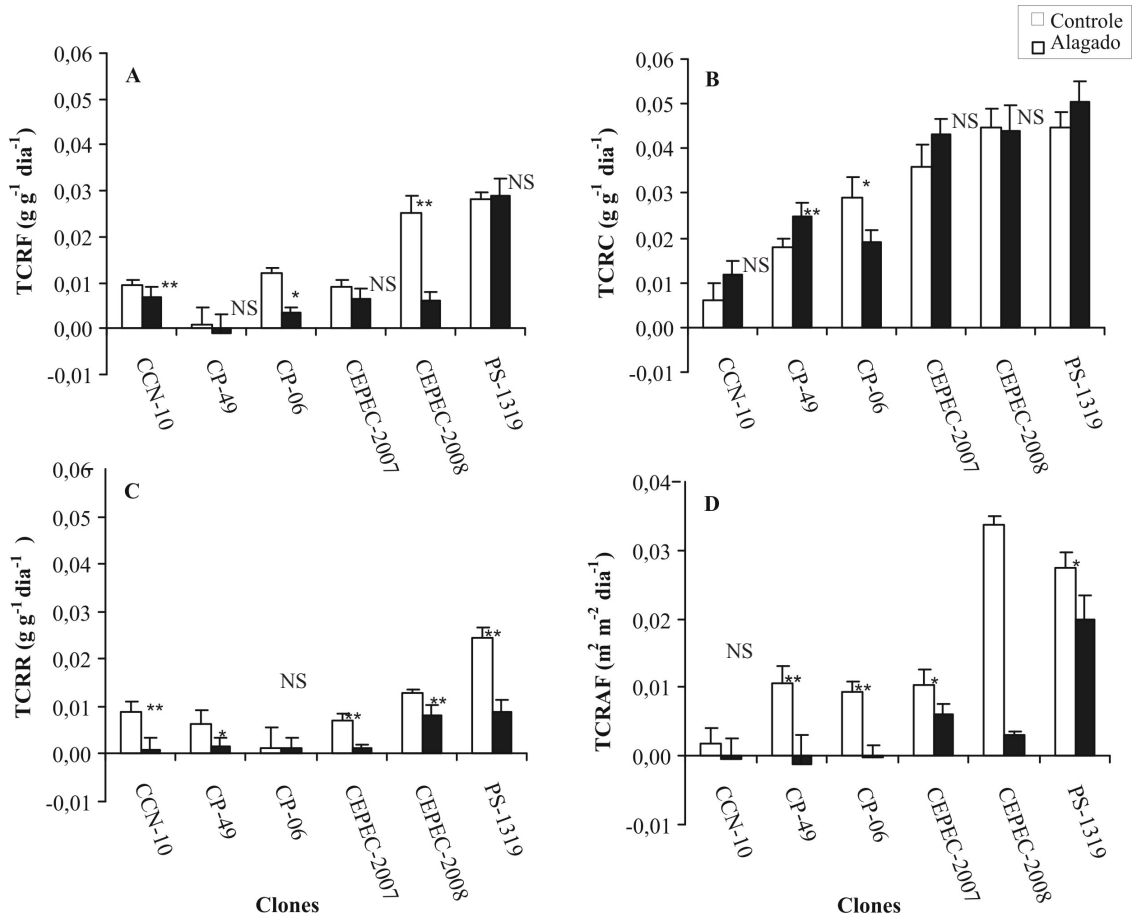 Controle
Alagado
A
0,06
0,05
0,04
0,03
0,02
0,01
0,00
-0,01
TCRF (g g-1 dia-1)
**
NS
*
NS
**
NS
CCN-10
CP-49
CP-06
CEPEC-2007
CEPEC-2008
PS-1319
B
0,06
0,05
0,04
0,03
0,02
0,01
0,00
-0,01
TCRC (g g-1 dia-1)
NS
**
*
NS
NS
CCN-10
CP-49
CP-06
CEPEC-2007
CEPEC-2008
PS-1319
C
0,06
0,05
0,04
0,03
0,02
0,01
0,00
-0,01
TCRR (g g-1 dia-1)
**
*
NS
**
**
**
CCN-10
CP-49
CP-06
CEPEC-2007
CEPEC-2008
PS-1319
Clones
D
0,04
0,03
0,02
0,01
0,00
-0,01
TCRAF (m2 m-2 dia-1)
NS
**
**
*
*
CCN-10
CP-49
CP-06
CEPEC-2007
CEPEC-2008
PS-1319
Clones